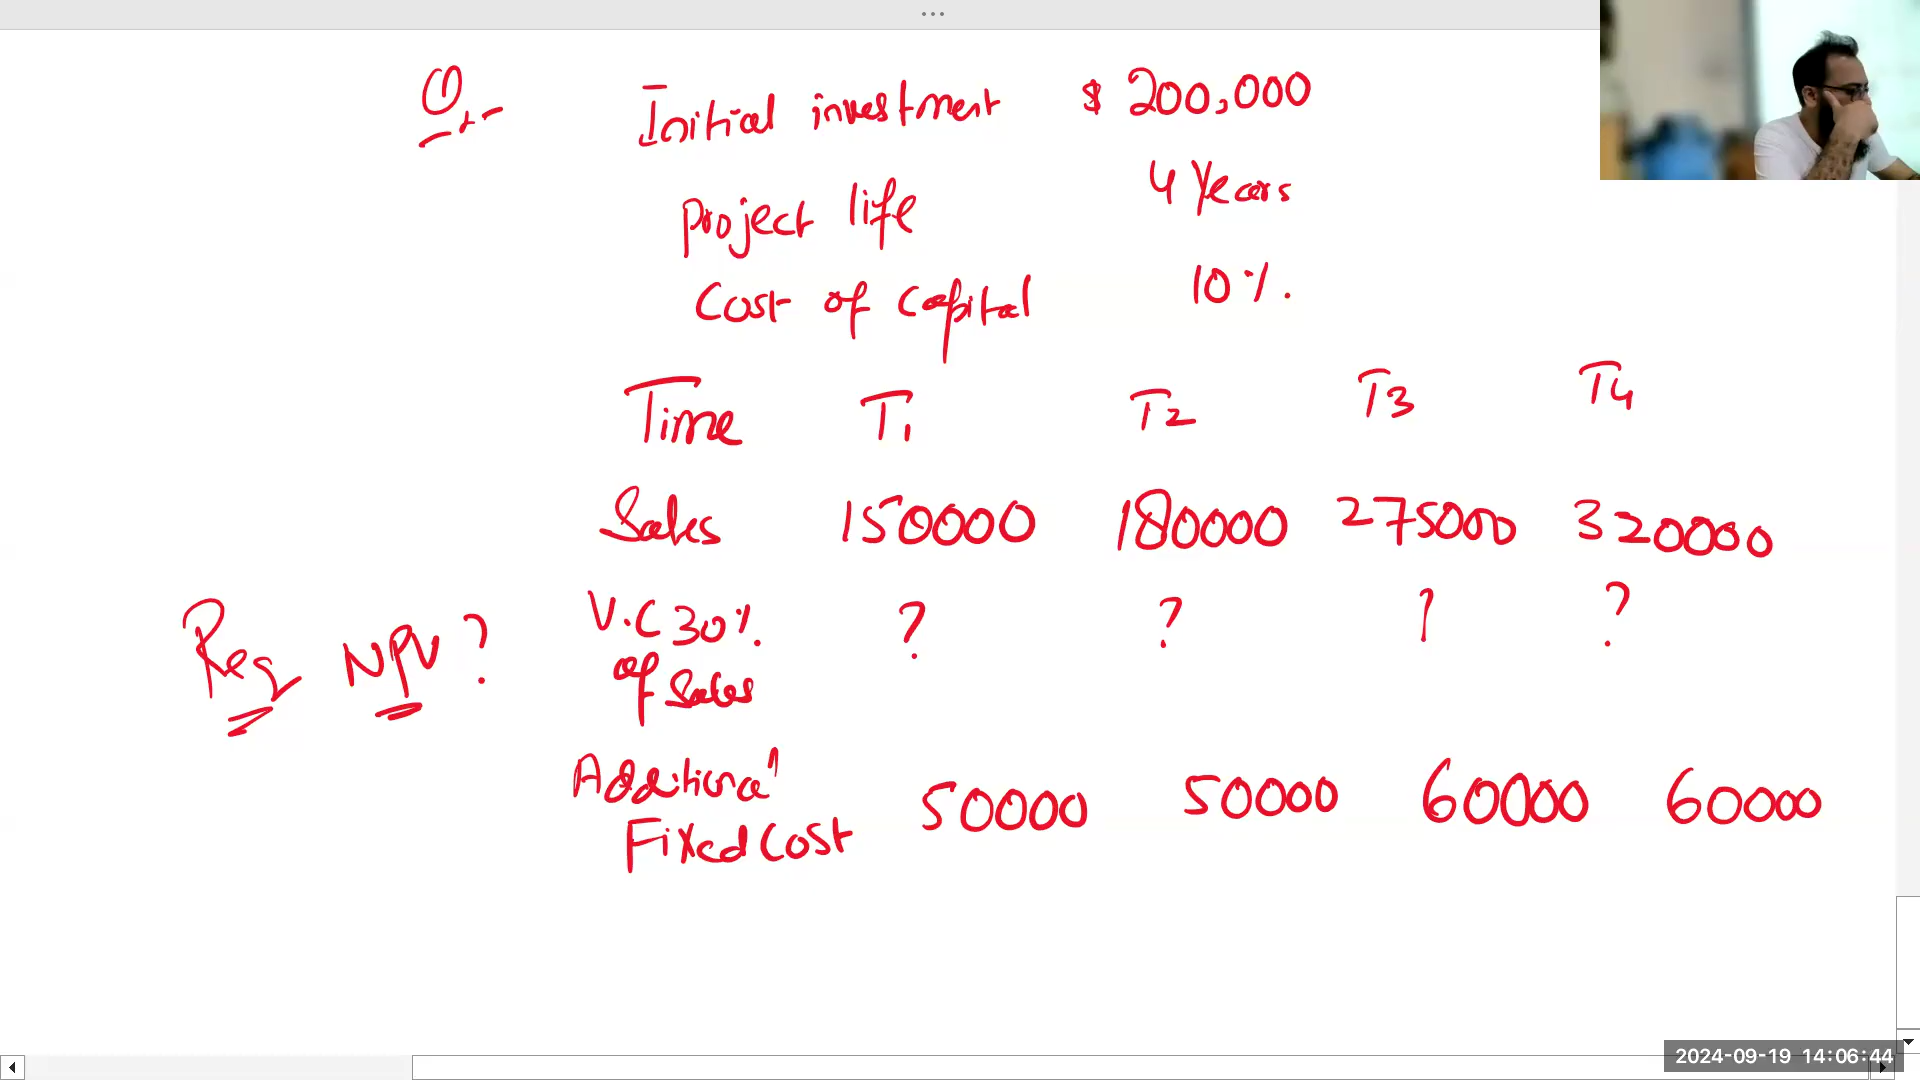 Q:-
Initial investment $ 200,000
Project life 4 Years
Cost of Capital 10%.
Time T1 T2 T3 T4
Sales 150000 180000 275000 320000
V.C 30%. ? ? ? ?
of Sales
Req NPV ?
Additional 50000 50000 60000 60000
Fixed Cost
2024-09-19 14:06:44